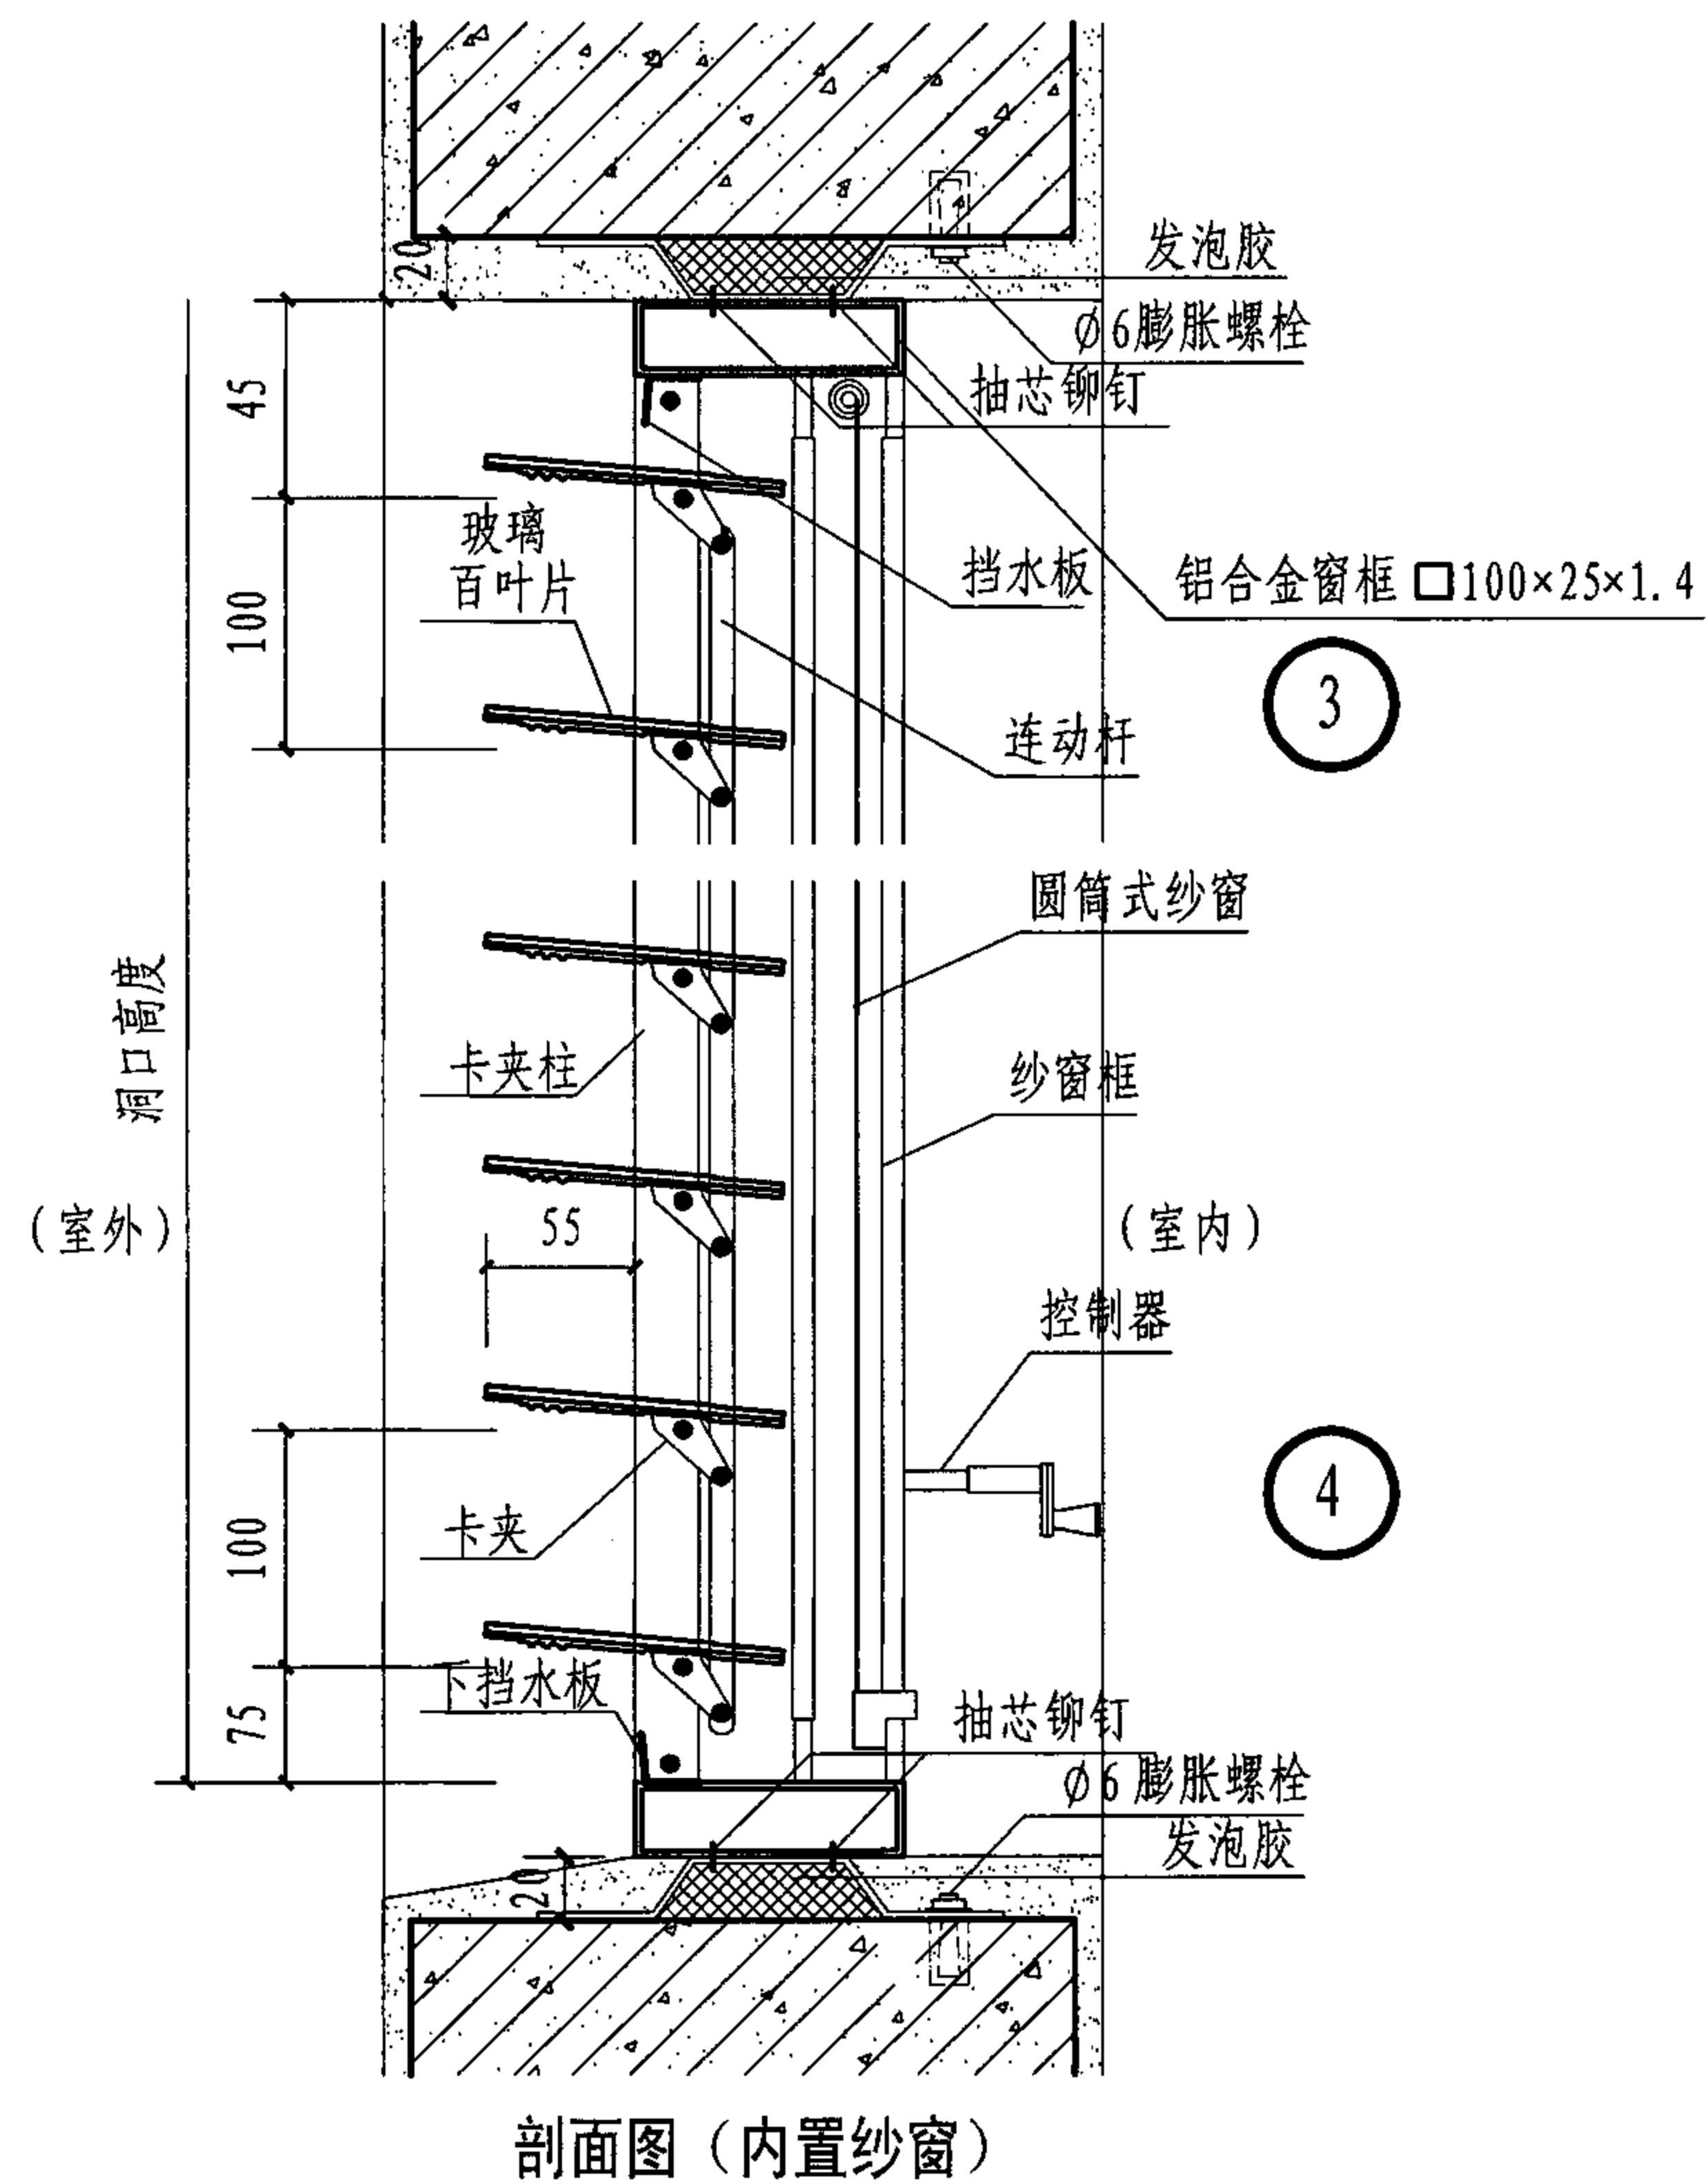 20
发泡胶
ϕ6膨胀螺栓
抽芯铆钉
45
玻璃
百叶片
挡水板
铝合金窗框 □100×25×1.4
100
3
连动杆
圆筒式纱窗
洞口高度
卡夹柱
纱窗框
(室外)
55
(室内)
控制器
4
卡夹
100
下挡水板
抽芯铆钉
75
ϕ6膨胀螺栓
发泡胶
20
剖面图(内置纱窗)